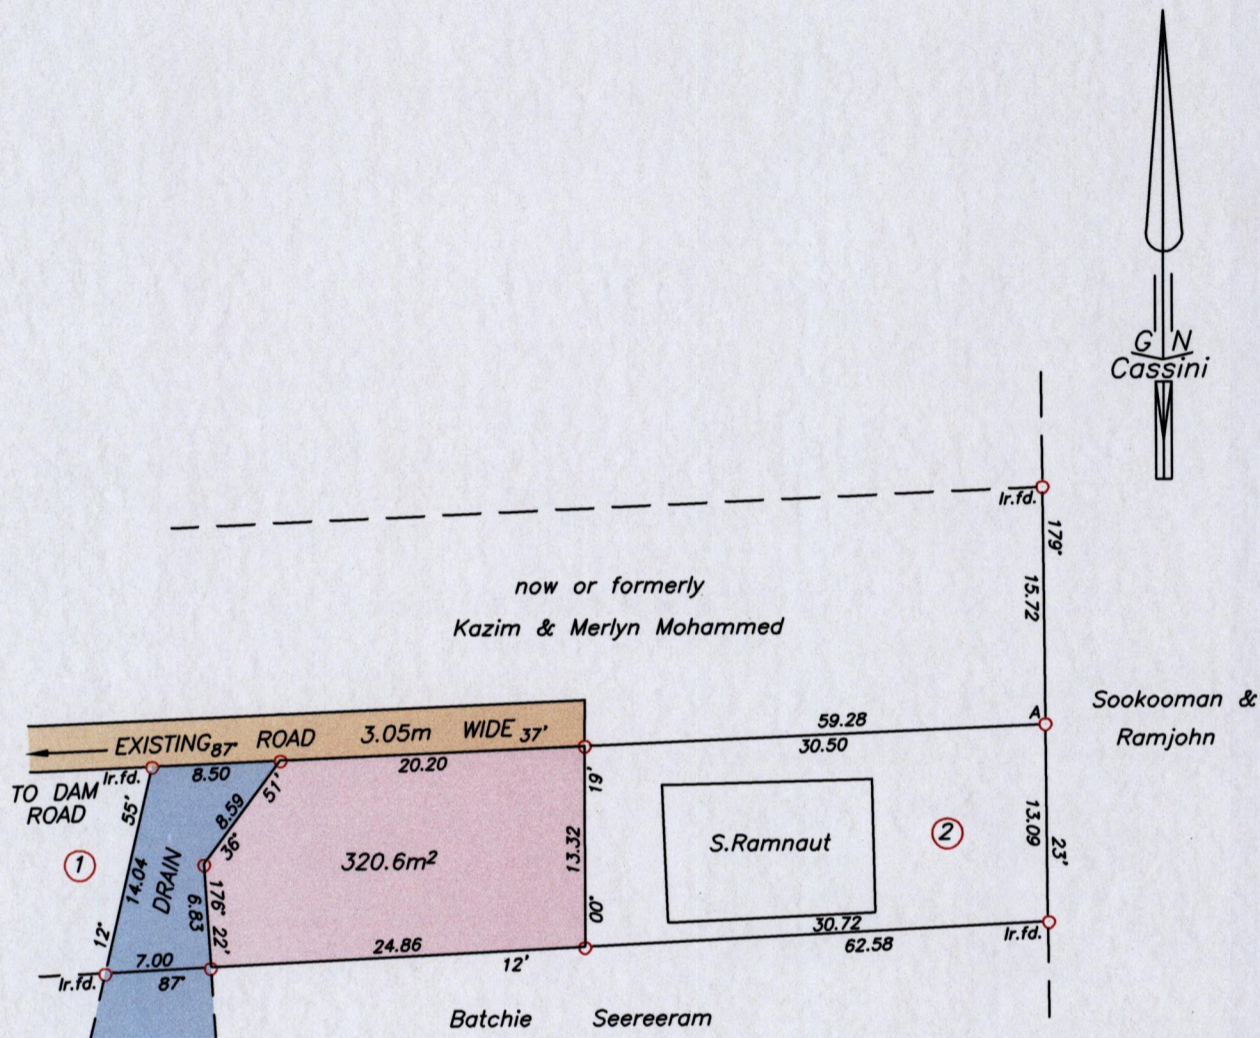 G N
Cassini
Ir.fd.
179°
15.72
now or formerly
Kazim & Merlyn Mohammed
Sookooman &
Ramjohn
A
59.28
30.50
EXISTING ROAD 3.05m WIDE
87°
37'
TO DAM
ROAD
Ir.fd.
8.50
20.20
55'
14.04
12°
DRAIN
8.59
51'
36°
176° 22'
6.83
320.6m²
19'
13.32
00'
S.Ramnaut
1
2
13.09
23'
30.72
62.58
Ir.fd.
24.86
12'
7.00
87°
Ir.fd.
Batchie Seereeram